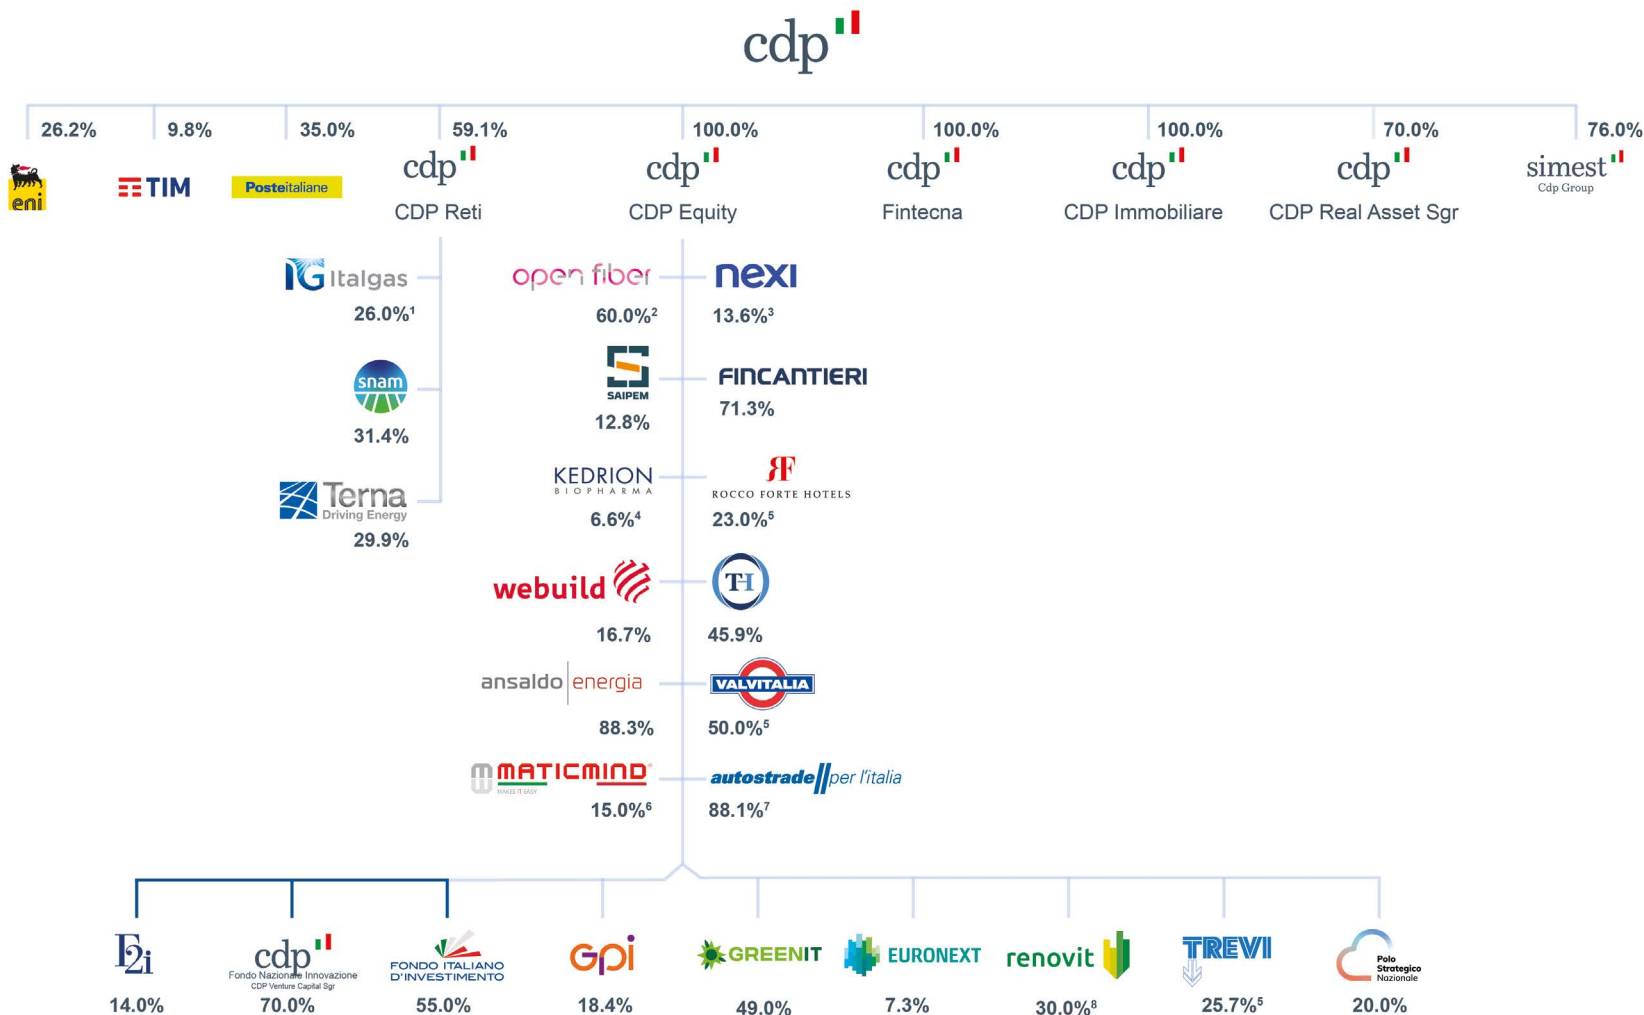 cdp
26.2% 9.8% 35.0% 59.1% 100.0% 100.0% 100.0% 70.0% 76.0%
eni TIM Posteitaliane cdp cdp cdp cdp cdp simest
Cdp Group
CDP Reti CDP Equity Fintecna CDP Immobiliare CDP Real Asset Sgr
IG Italgas open fiber nexi
26.0%¹ 60.0%² 13.6%³
snam SAIPEM FINCANTIERI
31.4% 12.8% 71.3%
Terna KEDRION RF
Driving Energy BIOPHARMA ROCCO FORTE HOTELS
29.9% 6.6%⁴ 23.0%⁵
webuild TH
16.7% 45.9%
ansaldo energia VALVITALIA
88.3% 50.0%⁵
MATICMIND autostrade per l'italia
MAKES IT EASY
15.0%⁶ 88.1%⁷
F2i cdp FONDO ITALIANO GPI GREENIT EURONEXT renovit TREVI Polo
Fondo Nazionale Innovazione D'INVESTIMENTO Strategico
CDP Venture Capital Sgr Nazionale
14.0% 70.0% 55.0% 18.4% 49.0% 7.3% 30.0%⁸ 25.7%⁵ 20.0%